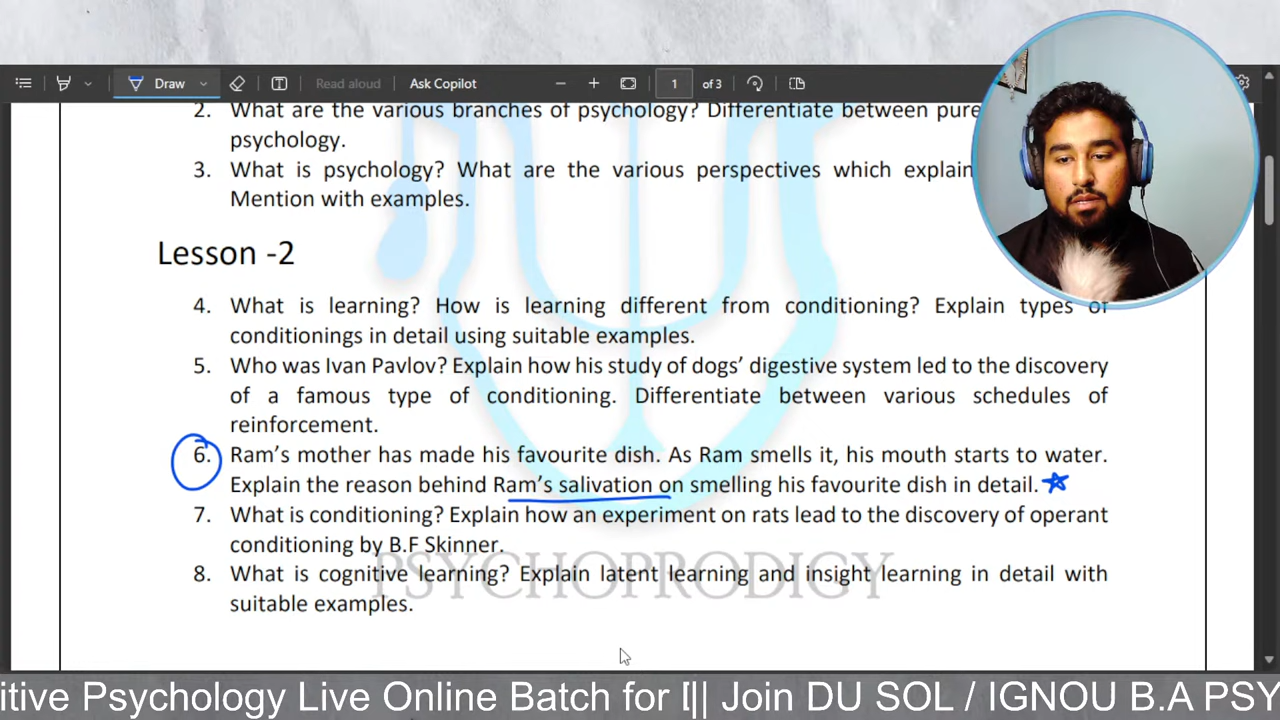 Draw
Read aloud
Ask Copilot
1
of 3
2. What are the various branches of psychology? Differentiate between pure
psychology.
3. What is psychology? What are the various perspectives which explain
Mention with examples.
Lesson -2
4. What is learning? How is learning different from conditioning? Explain types of
conditionings in detail using suitable examples.
5. Who was Ivan Pavlov? Explain how his study of dogs' digestive system led to the discovery
of a famous type of conditioning. Differentiate between various schedules of
reinforcement.
6. Ram's mother has made his favourite dish. As Ram smells it, his mouth starts to water.
Explain the reason behind Ram's salivation on smelling his favourite dish in detail.
7. What is conditioning? Explain how an experiment on rats lead to the discovery of operant
conditioning by B.F Skinner.
PSYCHOPRODIGY
8. What is cognitive learning? Explain latent learning and insight learning in detail with
suitable examples.
itive Psychology Live Online Batch for [|| Join DU SOL / IGNOU B.A PSY